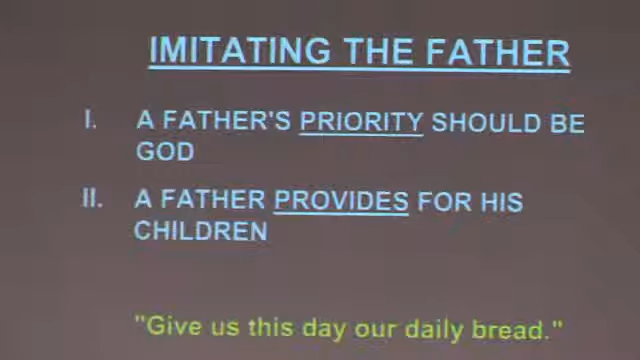 IMITATING THE FATHER
I. A FATHER'S PRIORITY SHOULD BE
GOD
II. A FATHER PROVIDES FOR HIS
CHILDREN
"Give us this day our daily bread."